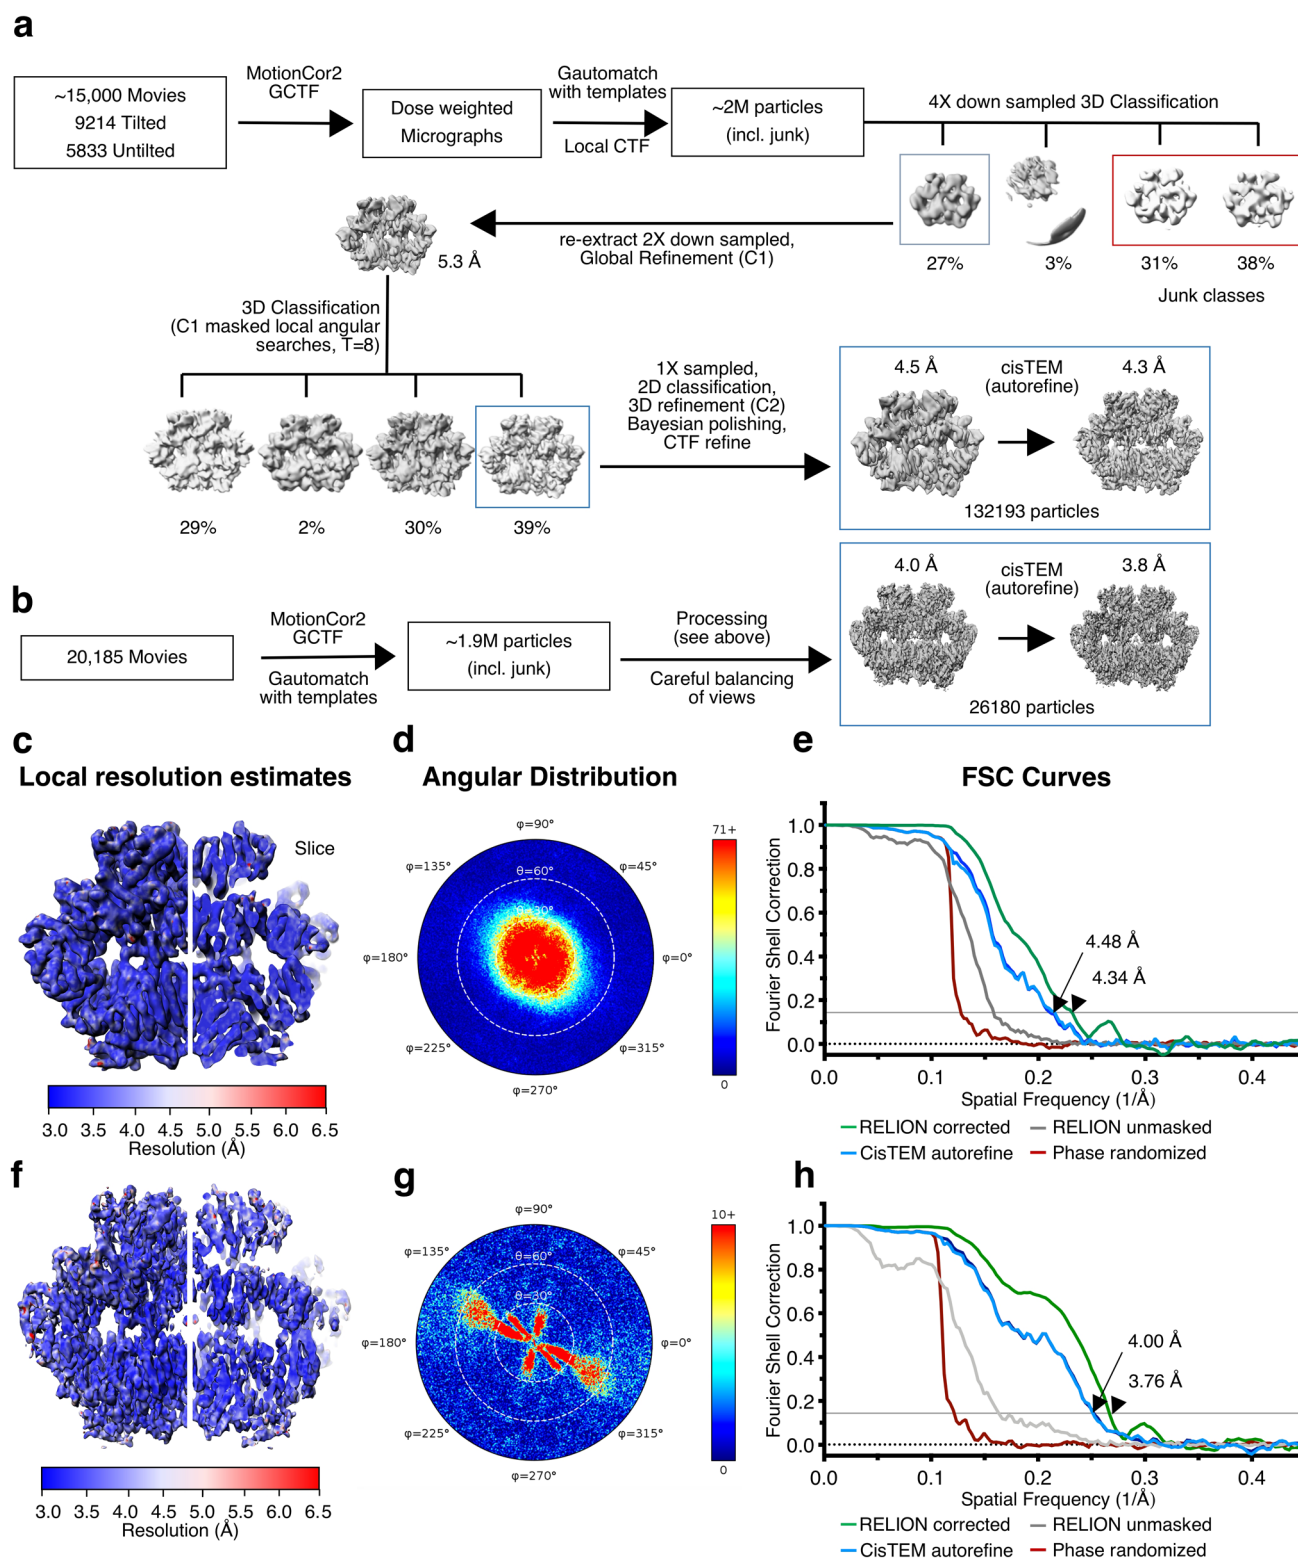 a
~15,000 Movies
9214 Tilted
5833 Untilted
MotionCor2
GCTF
Dose weighted
Micrographs
Gautomatch
with templates
Local CTF
~2M particles
(incl. junk)
4X down sampled 3D Classification
27%
3%
31%
38%
Junk classes
re-extract 2X down sampled,
Global Refinement (C1)
5.3 Å
3D Classification
(C1 masked local angular
searches, T=8)
29%
2%
30%
39%
1X sampled,
2D classification,
3D refinement (C2)
Bayesian polishing,
CTF refine
4.5 Å
cisTEM
(autorefine)
4.3 Å
132193 particles
b
20,185 Movies
MotionCor2
GCTF
Gautomatch
with templates
~1.9M particles
(incl. junk)
Processing
(see above)
Careful balancing
of views
4.0 Å
cisTEM
(autorefine)
3.8 Å
26180 particles
c
Local resolution estimates
Slice
3.0 3.5 4.0 4.5 5.0 5.5 6.0 6.5
Resolution (Å)
d
Angular Distribution
φ=90°
φ=135°
φ=45°
θ=60°
φ=180°
φ=0°
φ=225°
φ=315°
φ=270°
71+
0
e
FSC Curves
Fourier Shell Correction
1.0
0.8
0.6
0.4
0.2
0.0
4.48 Å
4.34 Å
0.0 0.1 0.2 0.3 0.4
Spatial Frequency (1/Å)
RELION corrected
RELION unmasked
CisTEM autorefine
Phase randomized
f
3.0 3.5 4.0 4.5 5.0 5.5 6.0 6.5
Resolution (Å)
g
φ=90°
φ=135°
φ=45°
θ=60°
θ=30°
φ=180°
φ=0°
φ=225°
φ=315°
φ=270°
10+
0
h
Fourier Shell Correction
1.0
0.8
0.6
0.4
0.2
0.0
4.00 Å
3.76 Å
0.0 0.1 0.2 0.3 0.4
Spatial Frequency (1/Å)
RELION corrected
RELION unmasked
CisTEM autorefine
Phase randomized